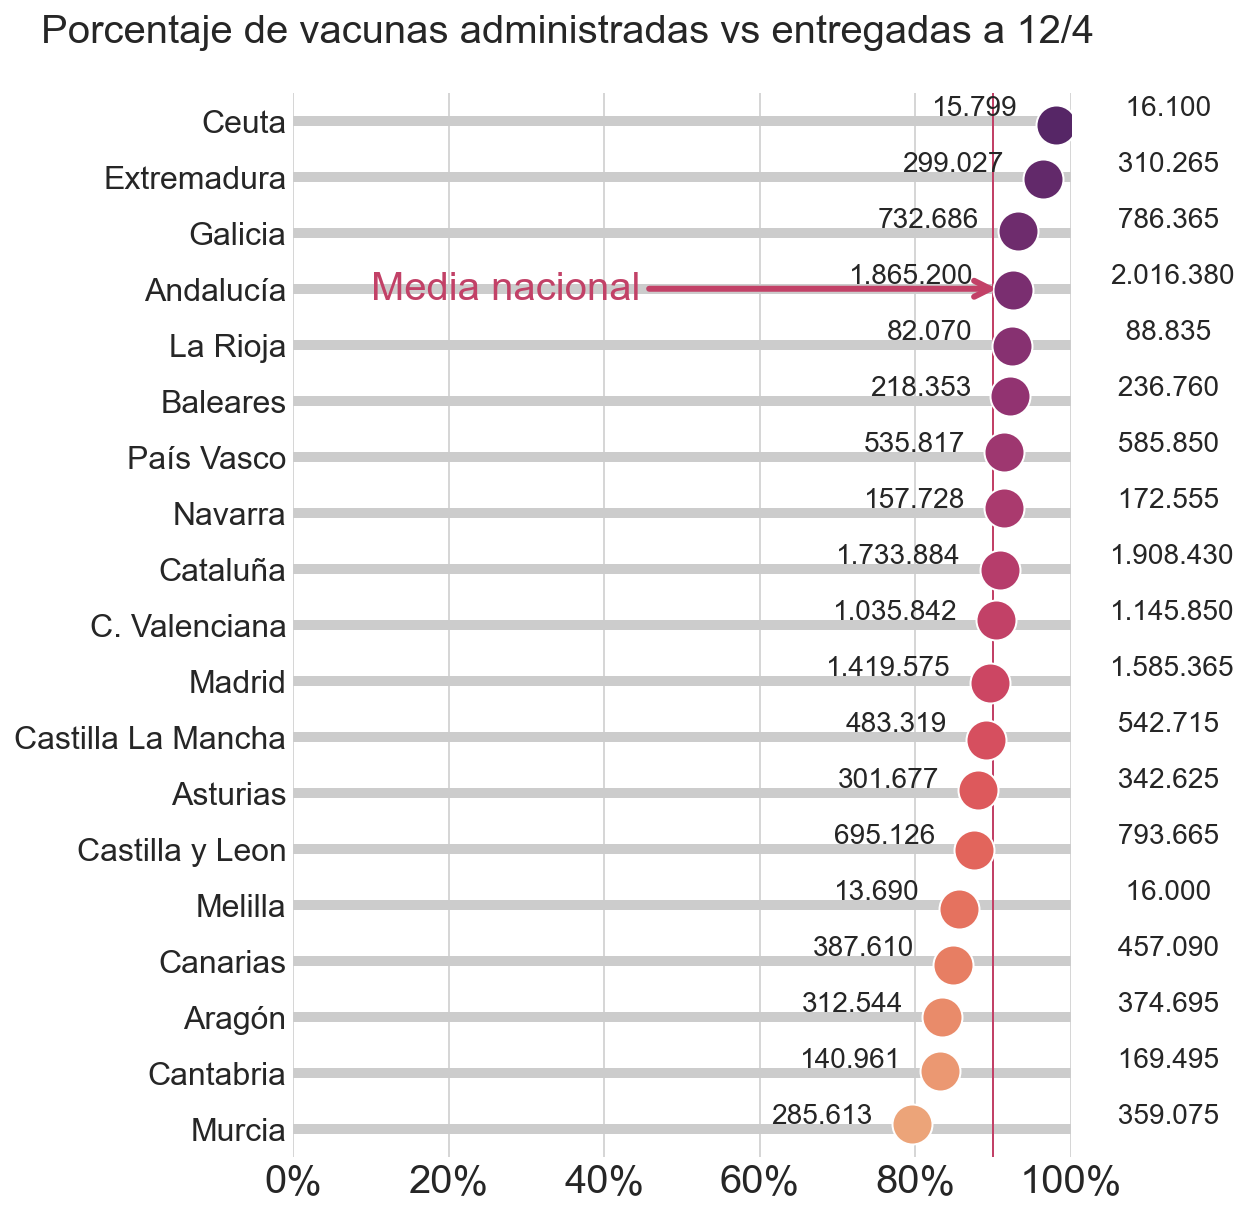 Porcentaje de vacunas administradas vs entregadas a 12/4
Ceuta 15.799 16.100
Extremadura 299.027 310.265
Galicia 732.686 786.365
Andalucía Media nacional 1.865.200 2.016.380
La Rioja 82.070 88.835
Baleares 218.353 236.760
País Vasco 535.817 585.850
Navarra 157.728 172.555
Cataluña 1.733.884 1.908.430
C. Valenciana 1.035.842 1.145.850
Madrid 1.419.575 1.585.365
Castilla La Mancha 483.319 542.715
Asturias 301.677 342.625
Castilla y Leon 695.126 793.665
Melilla 13.690 16.000
Canarias 387.610 457.090
Aragón 312.544 374.695
Cantabria 140.961 169.495
Murcia 285.613 359.075
0% 20% 40% 60% 80% 100%